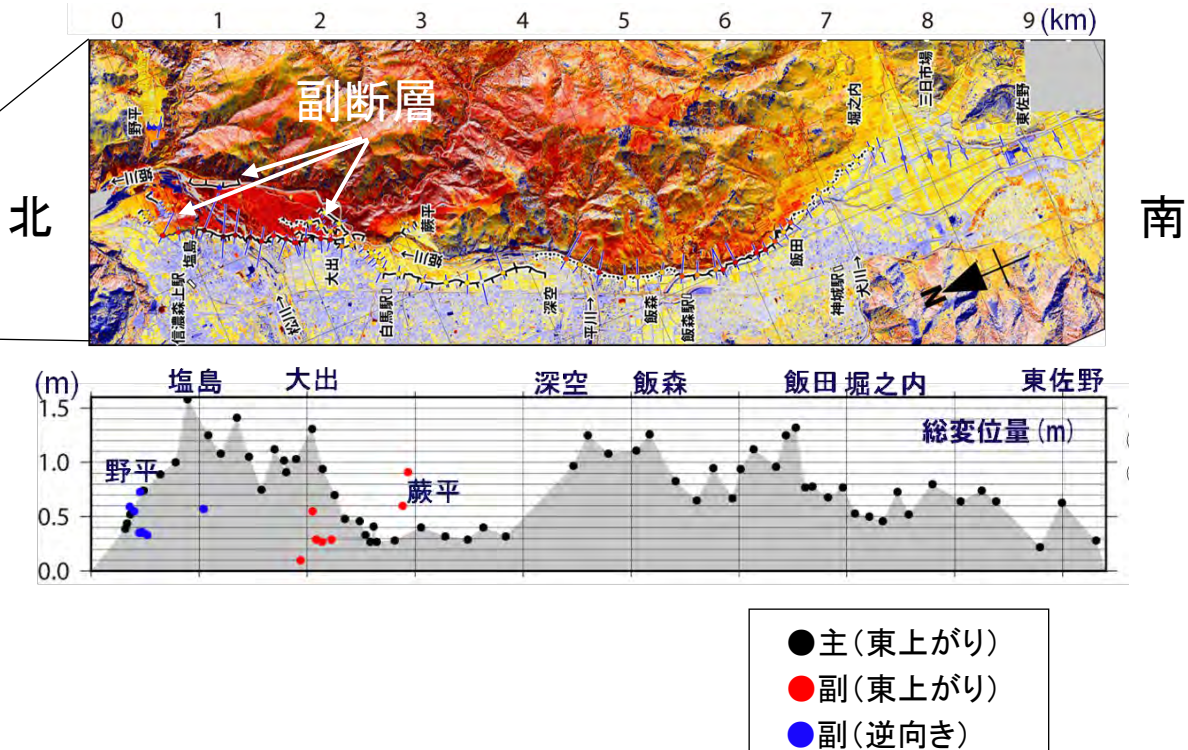 0 1 2 3 4 5 6 7 8 9 (km)
北
南
副断層
野平
姫川
塩島
信濃森上駅
松川→
大出
蕨平
姫川
白馬駅
深空
平川→
飯森
飯森駅
飯田
神城駅
犬川→
堀之内
三日市場
東佐野
N
(m) 塩島 大出 深空 飯森 飯田 堀之内 東佐野
1.5
総変位量(m)
1.0
野平
蕨平
0.5
0.0
●主(東上がり)
●副(東上がり)
●副(逆向き)